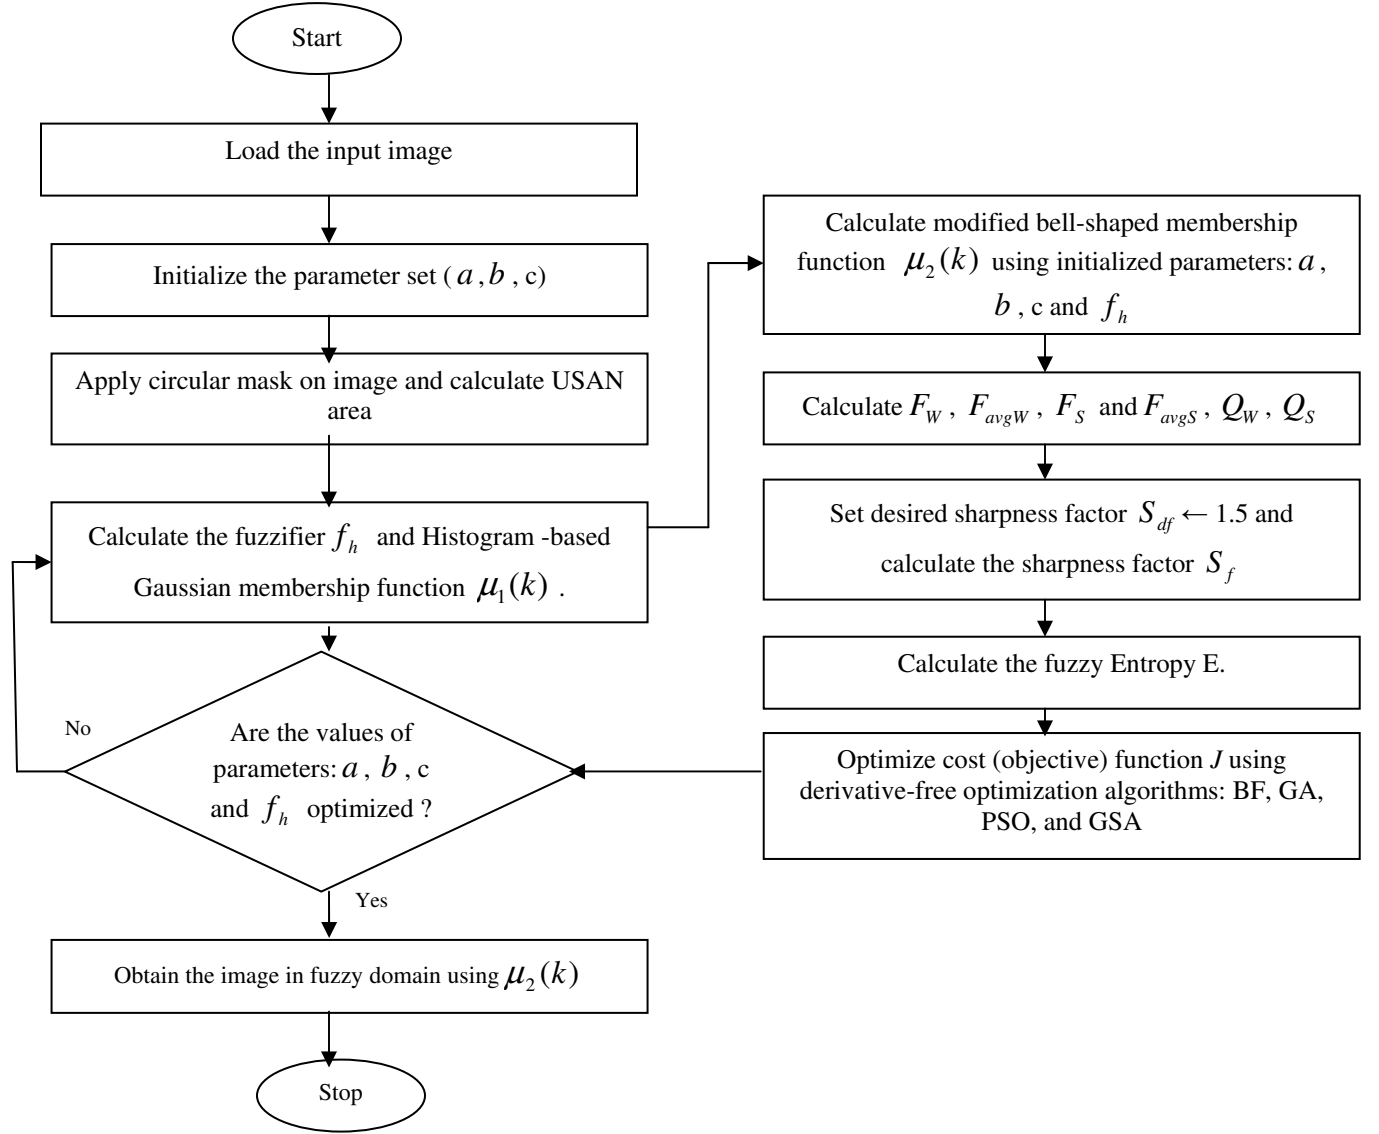 Start
Load the input image
Initialize the parameter set ( a , b , c)
Apply circular mask on image and calculate USAN
area
Calculate the fuzzifier f_h and Histogram -based
Gaussian membership function μ_1(k) .
Calculate modified bell-shaped membership
function μ_2(k) using initialized parameters: a ,
b , c and f_h
Calculate F_W , F_avgW , F_S and F_avgS , Q_W , Q_S
Set desired sharpness factor S_df ← 1.5 and
calculate the sharpness factor S_f
Calculate the fuzzy Entropy E.
Optimize cost (objective) function J using
derivative-free optimization algorithms: BF, GA,
PSO, and GSA
No
Are the values of
parameters: a , b , c
and f_h optimized ?
Yes
Obtain the image in fuzzy domain using μ_2(k)
Stop